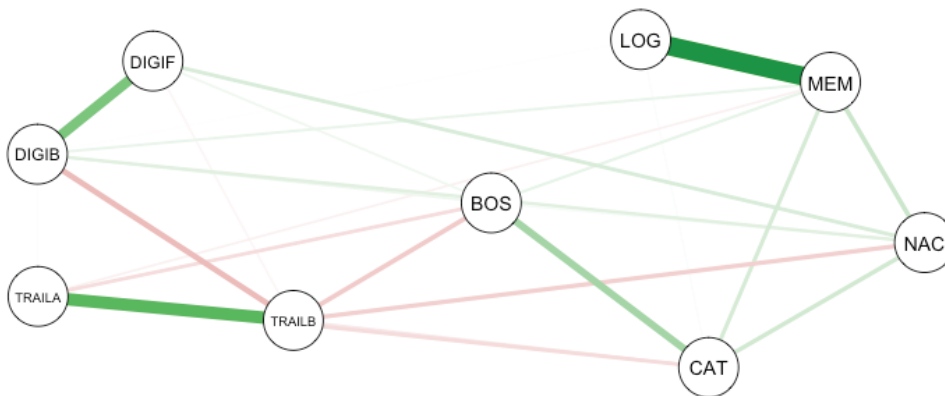 LOG
DIGIF
MEM
DIGIB
BOS
NAC
TRAILA
TRAILB
CAT